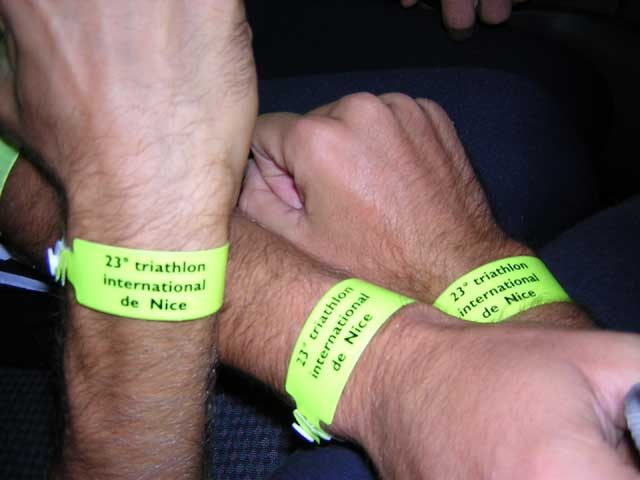 23° triathlon
international
de Nice
23° triathlon
international
de Nice
23° triathlon
international
de Nice